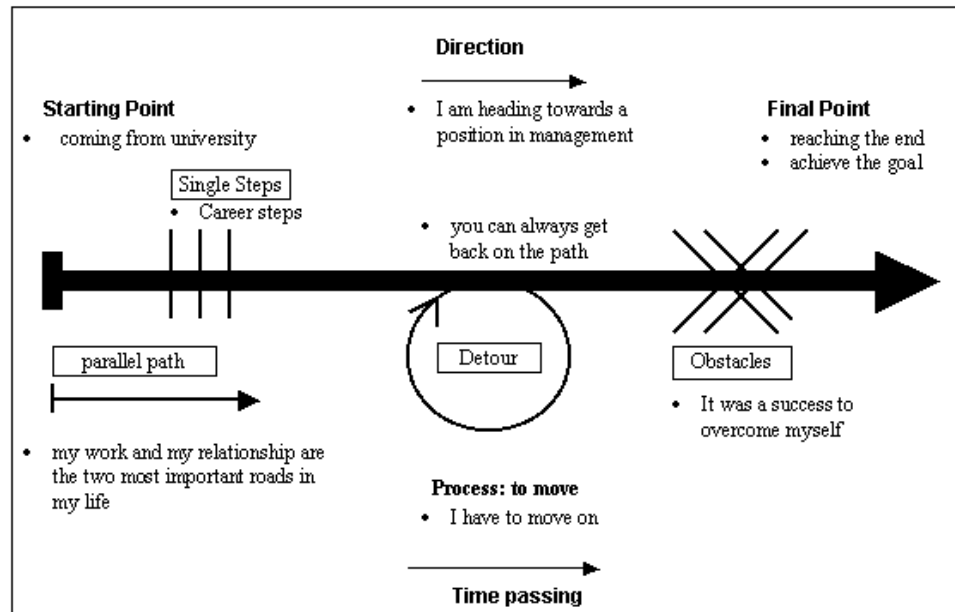 Direction
Starting Point
• coming from university
• I am heading towards a
position in management
Final Point
• reaching the end
• achieve the goal
Single Steps
• Career steps
• you can always get
back on the path
parallel path
Detour
Obstacles
• It was a success to
overcome myself
• my work and my relationship are
the two most important roads in
my life
Process: to move
• I have to move on
Time passing